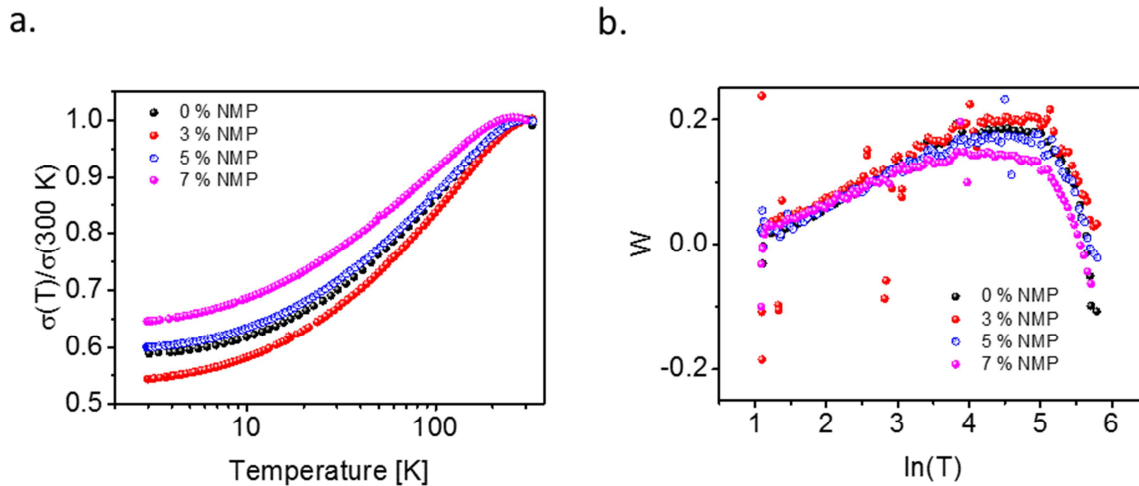 a.
b.
σ(T)/σ(300 K)
1.0
0.9
0.8
0.7
0.6
0.5
0 % NMP
3 % NMP
5 % NMP
7 % NMP
10
100
Temperature [K]
W
0.2
0.0
-0.2
0 % NMP
3 % NMP
5 % NMP
7 % NMP
1
2
3
4
5
6
ln(T)